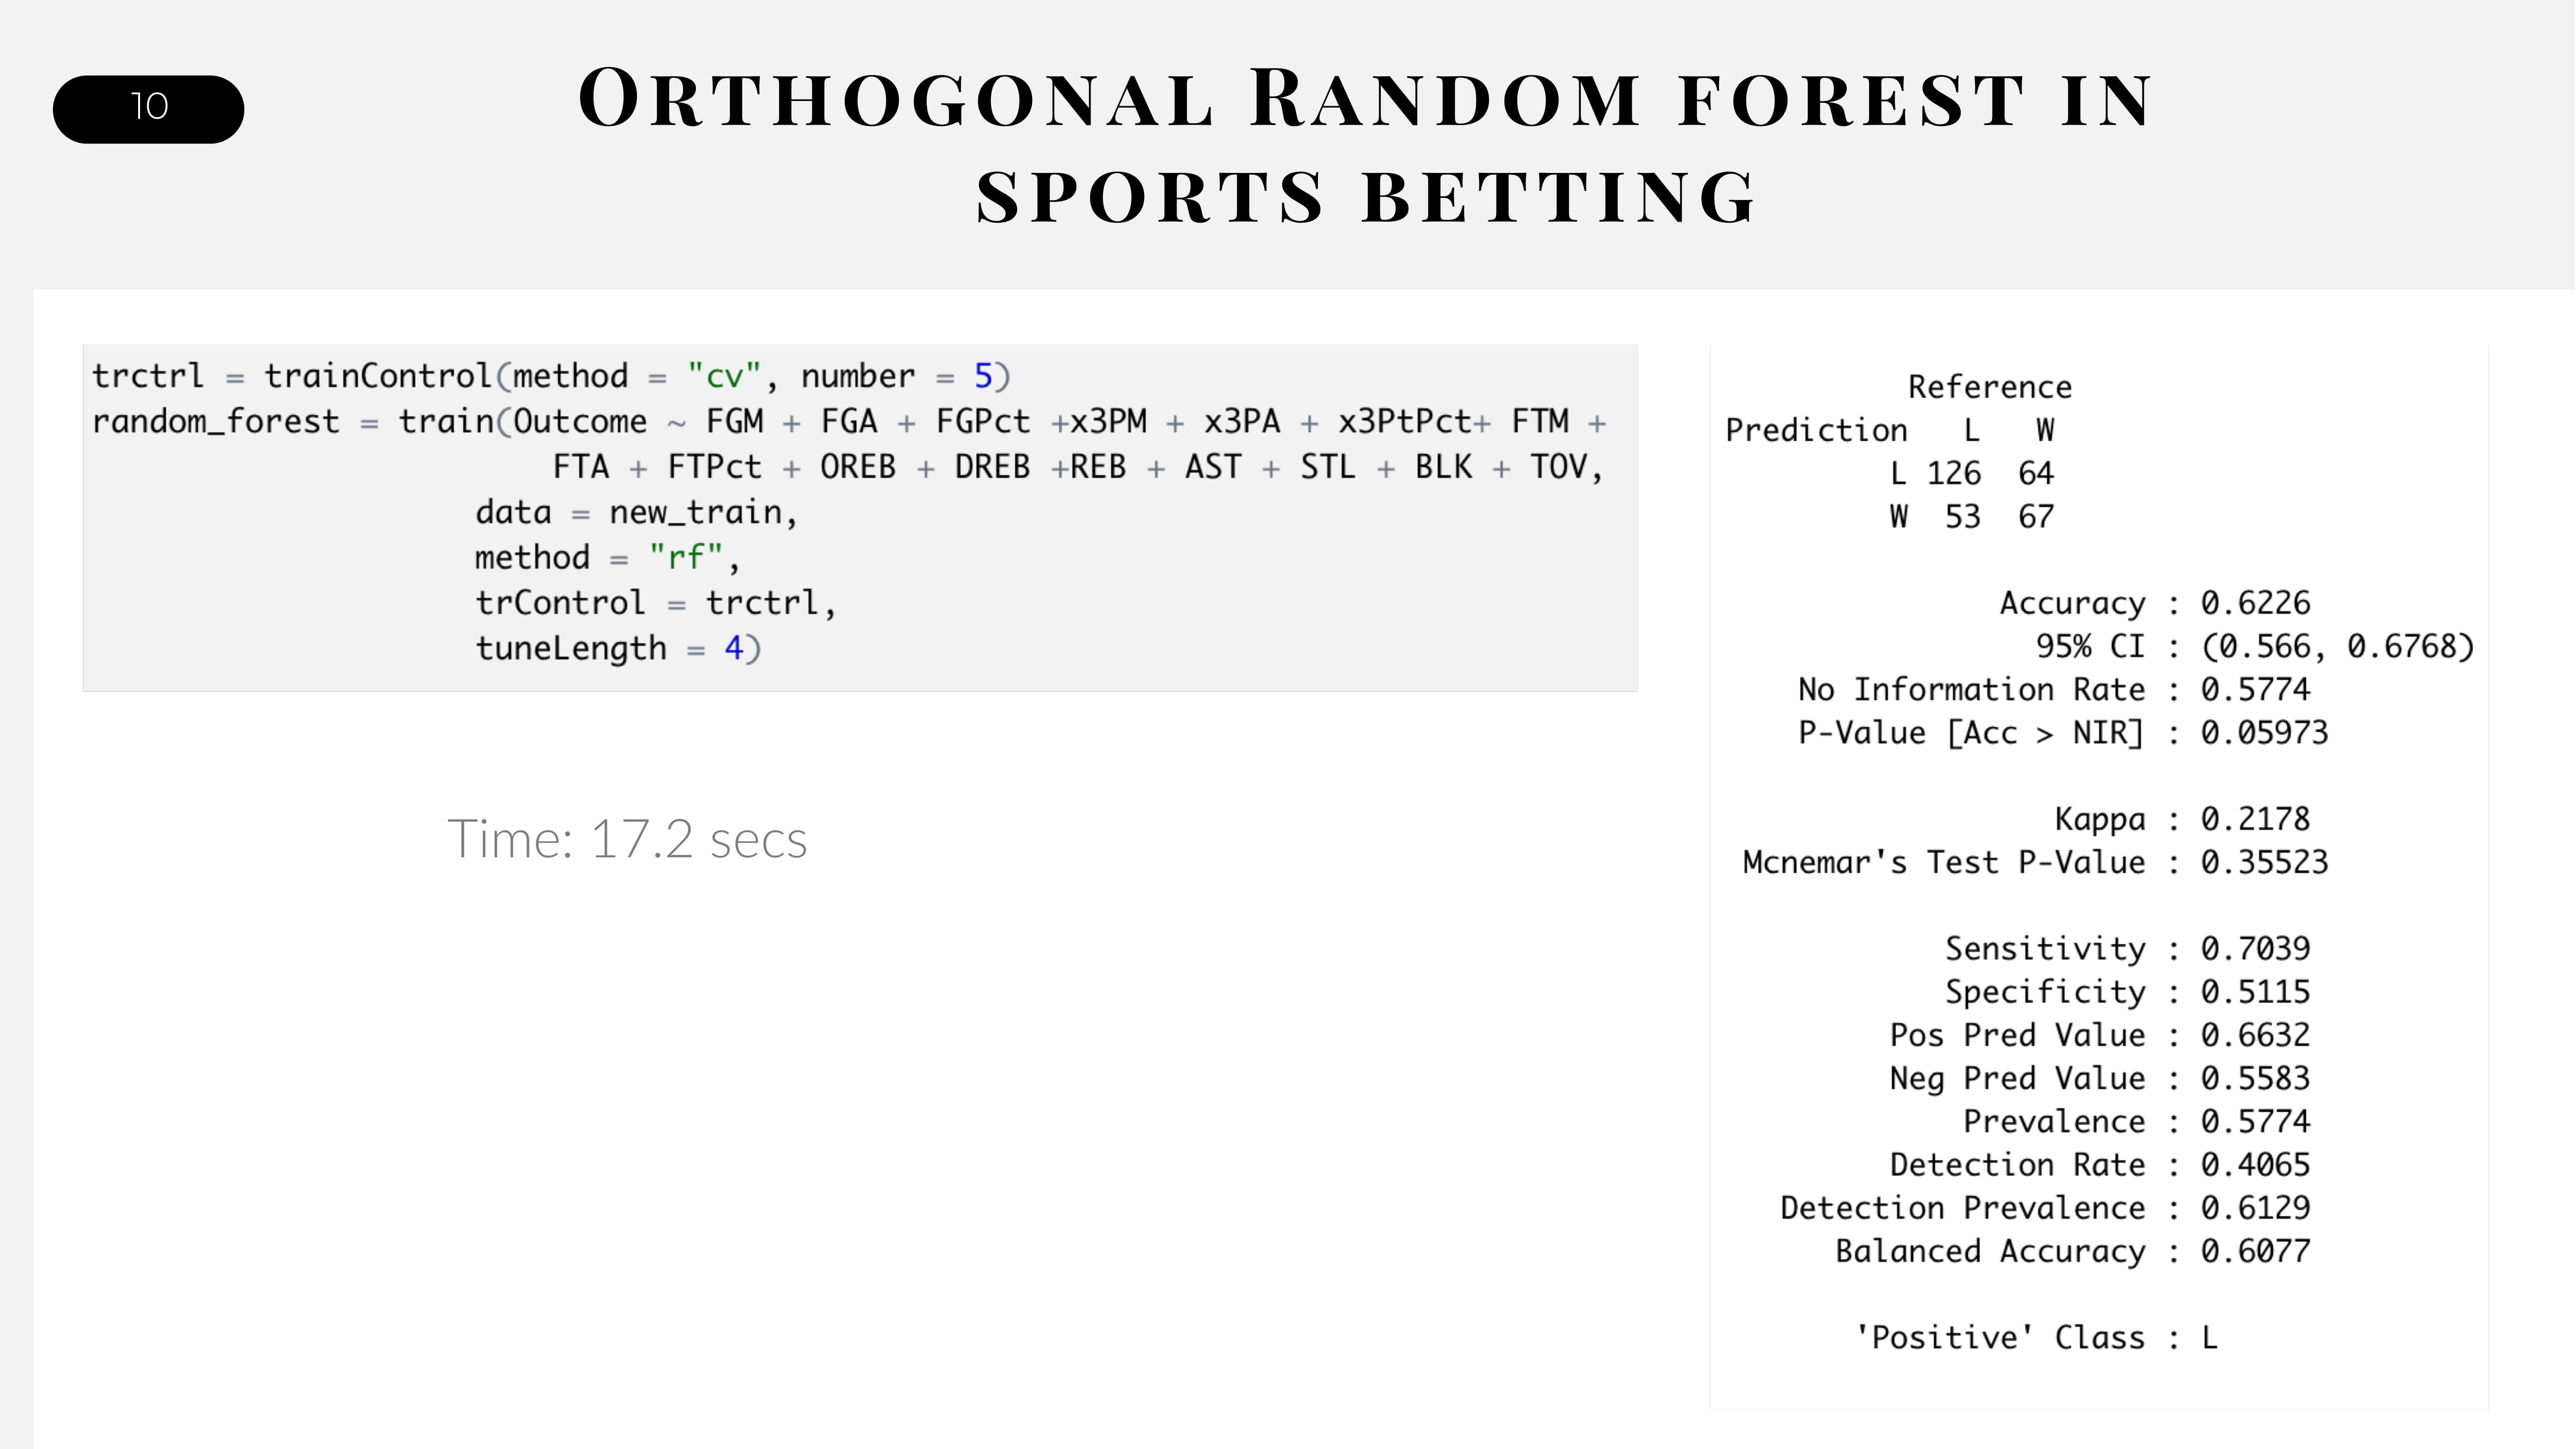 10
Orthogonal Random forest in
sports betting
trctrl = trainControl(method = "cv", number = 5)
random_forest = train(Outcome ~ FGM + FGA + FGPct +x3PM + x3PA + x3PtPct+ FTM +
FTA + FTPct + OREB + DREB +REB + AST + STL + BLK + TOV,
data = new_train,
method = "rf",
trControl = trctrl,
tuneLength = 4)
Time: 17.2 secs
Reference
Prediction L W
L 126 64
W 53 67
Accuracy : 0.6226
95% CI : (0.566, 0.6768)
No Information Rate : 0.5774
P-Value [Acc > NIR] : 0.05973
Kappa : 0.2178
Mcnemar's Test P-Value : 0.35523
Sensitivity : 0.7039
Specificity : 0.5115
Pos Pred Value : 0.6632
Neg Pred Value : 0.5583
Prevalence : 0.5774
Detection Rate : 0.4065
Detection Prevalence : 0.6129
Balanced Accuracy : 0.6077
'Positive' Class : L